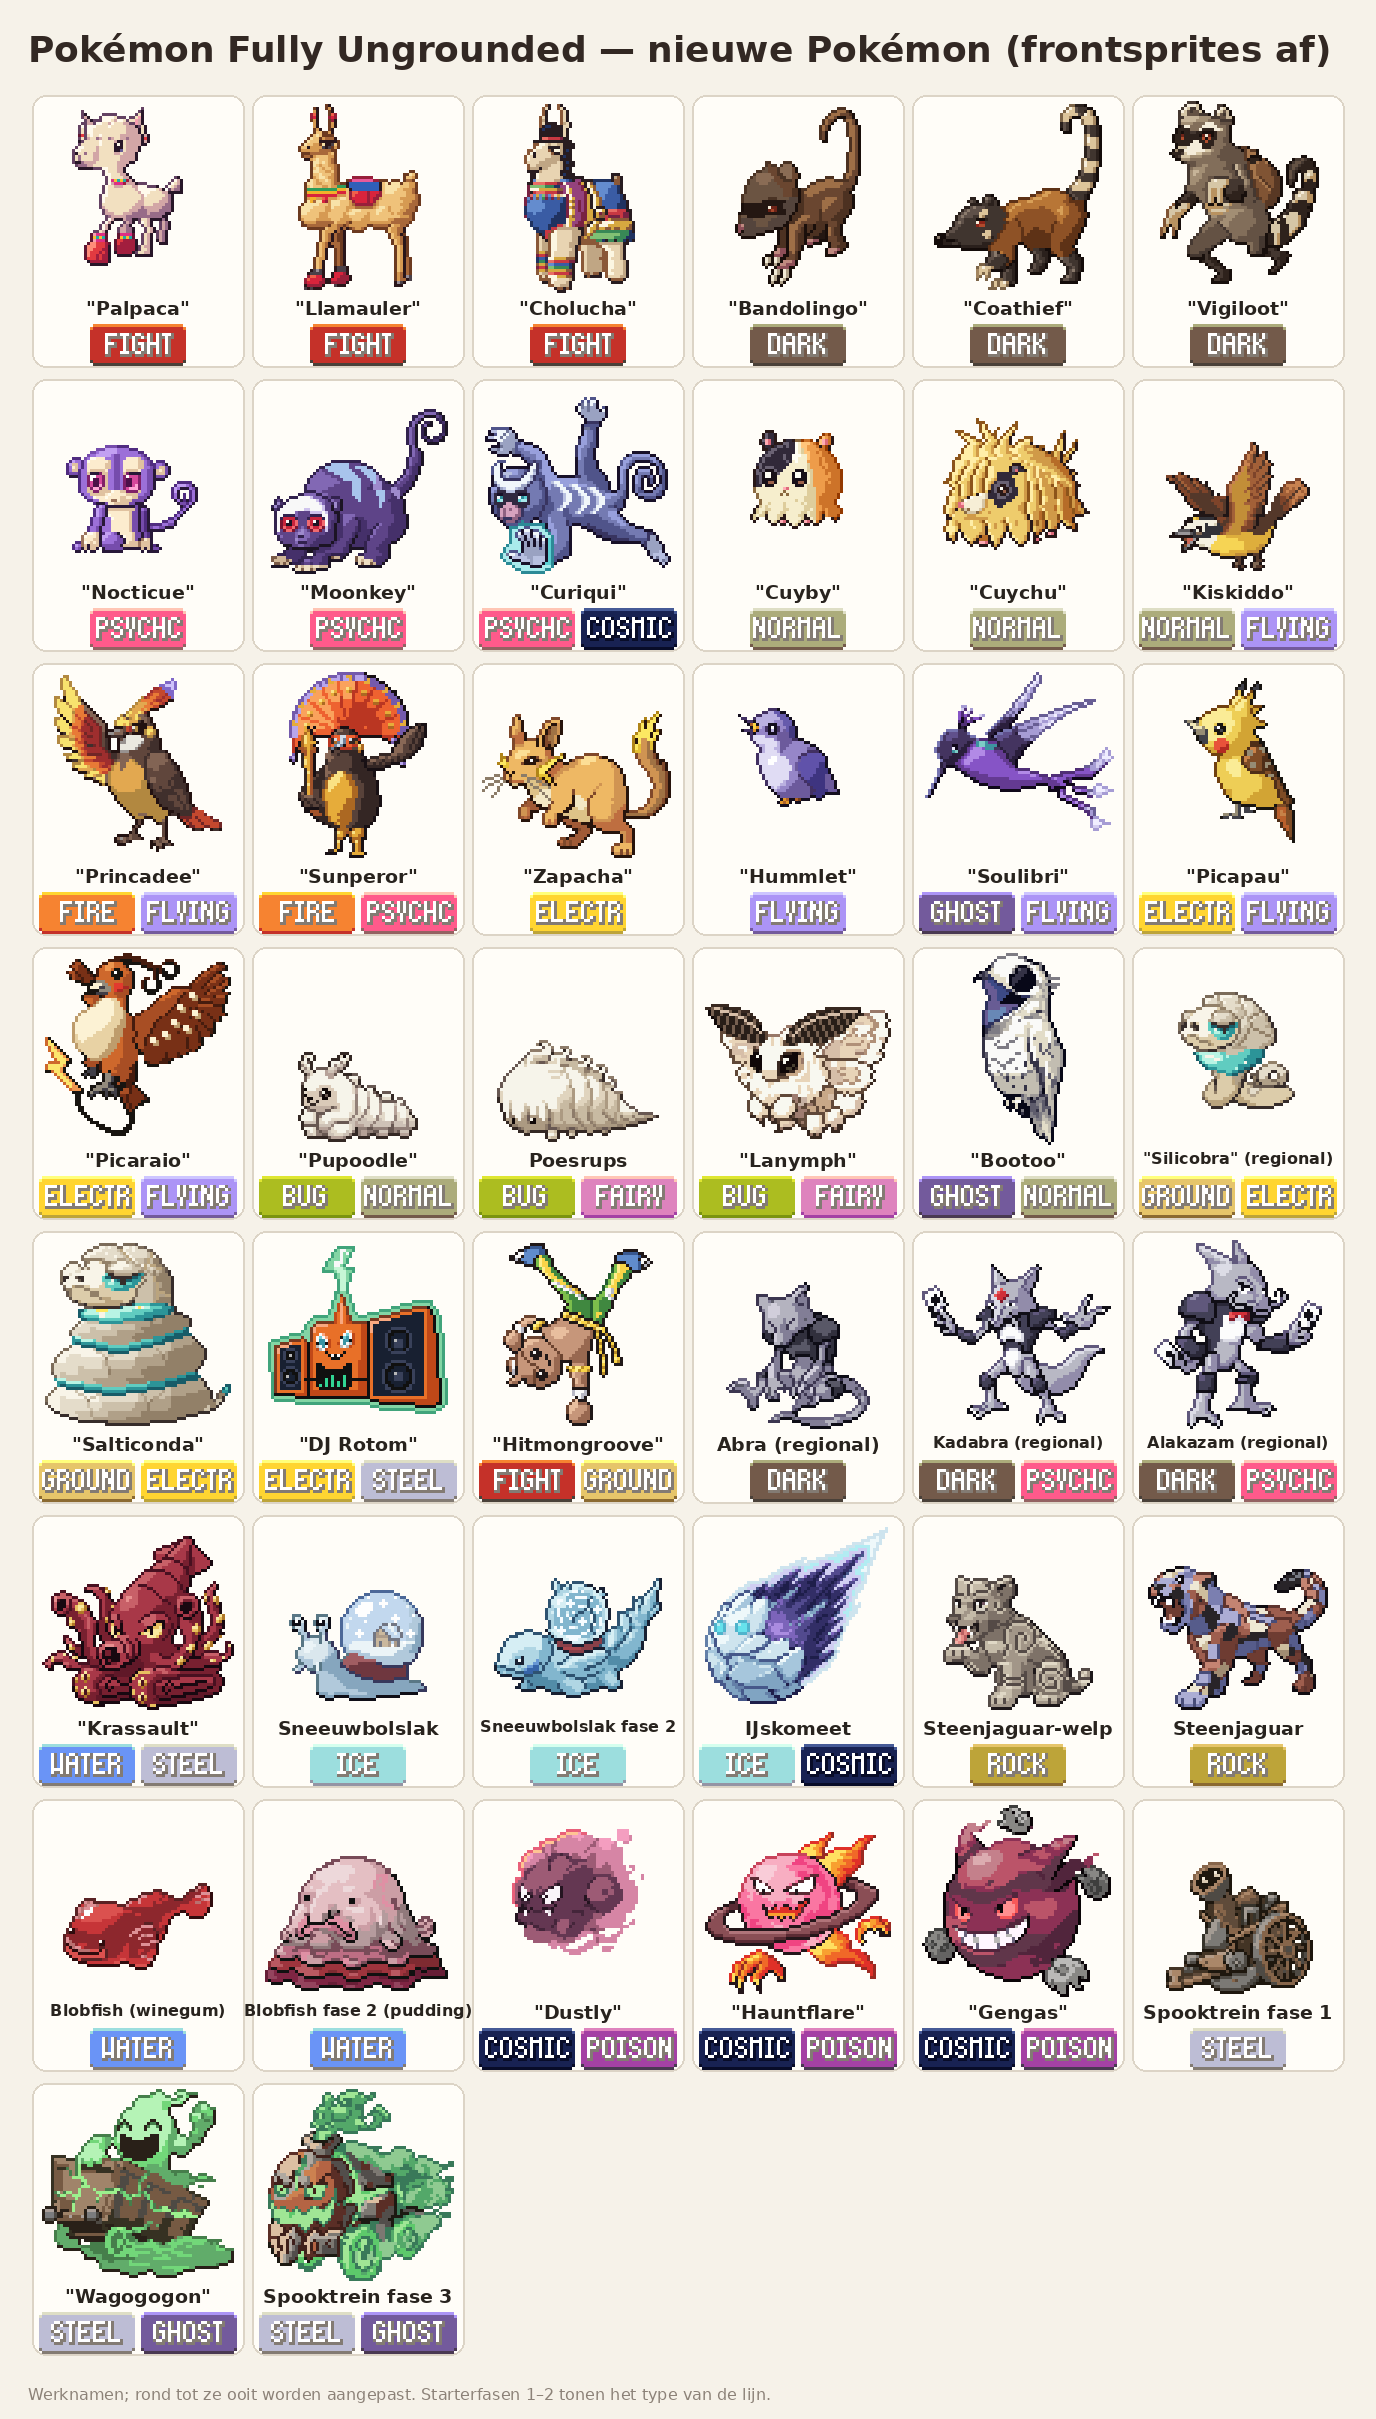 Pokémon Fully Ungrounded — nieuwe Pokémon (frontsprites af)
"Palpaca" "Llamauler" "Cholucha" "Bandolingo" "Coathief" "Vigiloot"
FIGHT FIGHT FIGHT DARK DARK DARK
"Nocticue" "Moonkey" "Curiqui" "Cuyby" "Cuychu" "Kiskiddo"
PSYCHC PSYCHC PSYCHC COSMIC NORMAL NORMAL NORMAL FLYING
"Princadee" "Sunperor" "Zapacha" "Hummlet" "Soulibri" "Picapau"
FIRE FLYING FIRE PSYCHC ELECTR FLYING GHOST FLYING ELECTR FLYING
"Picaraio" "Pupoodle" Poesrups "Lanymph" "Bootoo" "Silicobra" (regional)
ELECTR FLYING BUG NORMAL BUG FAIRY BUG FAIRY GHOST NORMAL GROUND ELECTR
"Salticonda" "DJ Rotom" "Hitmongroove" Abra (regional) Kadabra (regional) Alakazam (regional)
GROUND ELECTR ELECTR STEEL FIGHT GROUND DARK DARK PSYCHC DARK PSYCHC
"Krassault" Sneeuwbolslak Sneeuwbolslak fase 2 IJskomeet Steenjaguar-welp Steenjaguar
WATER STEEL ICE ICE ICE COSMIC ROCK ROCK
Blobfish (winegum) Blobfish fase 2 (pudding) "Dustly" "Hauntflare" "Gengas" Spooktrein fase 1
WATER WATER COSMIC POISON COSMIC POISON COSMIC POISON STEEL
"Wagogogon" Spooktrein fase 3
STEEL GHOST STEEL GHOST
Werknamen; rond tot ze ooit worden aangepast. Starterfasen 1–2 tonen het type van de lijn.